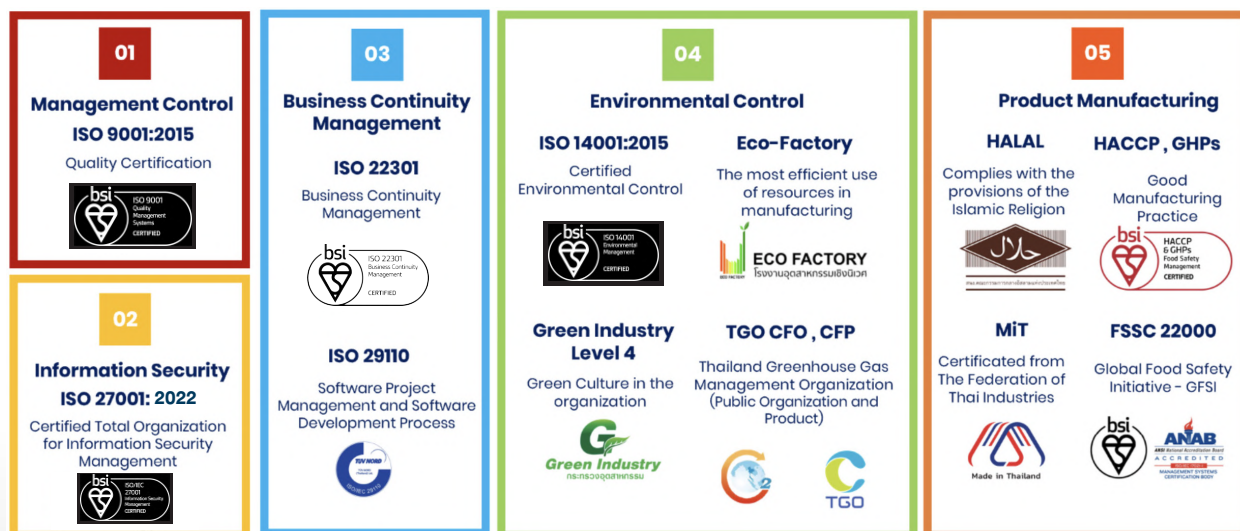 01
Management Control
ISO 9001:2015
Quality Certification
bsi
ISO 9001
Quality
Management
Systems
CERTIFIED
02
Information Security
ISO 27001: 2022
Certified Total Organization
for Information Security
Management
bsi
ISO/IEC
27001
Information Security
Management
CERTIFIED
03
Business Continuity
Management
ISO 22301
Business Continuity
Management
bsi
ISO 22301
Business Continuity
Management
CERTIFIED
ISO 29110
Software Project
Management and Software
Development Process
TÜV NORD
ISO/IEC 29110
04
Environmental Control
ISO 14001:2015
Certified
Environmental Control
bsi
ISO 14001
Environmental
Management
CERTIFIED
Eco-Factory
The most efficient use
of resources in
manufacturing
ECO FACTORY
ECO FACTORY
โรงงานอุตสาหกรรมเชิงนิเวศ
Green Industry
Level 4
Green Culture in the
organization
G
Green Industry
กระทรวงอุตสาหกรรม
TGO CFO , CFP
Thailand Greenhouse Gas
Management Organization
(Public Organization and
Product)
2
TGO
05
Product Manufacturing
HALAL
Complies with the
provisions of the
Islamic Religion
حلال
HACCP , GHPs
Good
Manufacturing
Practice
bsi
HACCP
& GHPs
Food Safety
Management
CERTIFIED
MiT
Certificated from
The Federation of
Thai Industries
Made in Thailand
FSSC 22000
Global Food Safety
Initiative - GFSI
bsi
ANAB
ANSI National Accreditation Board
ACCREDITED
MANAGEMENT SYSTEMS
CERTIFICATION BODY